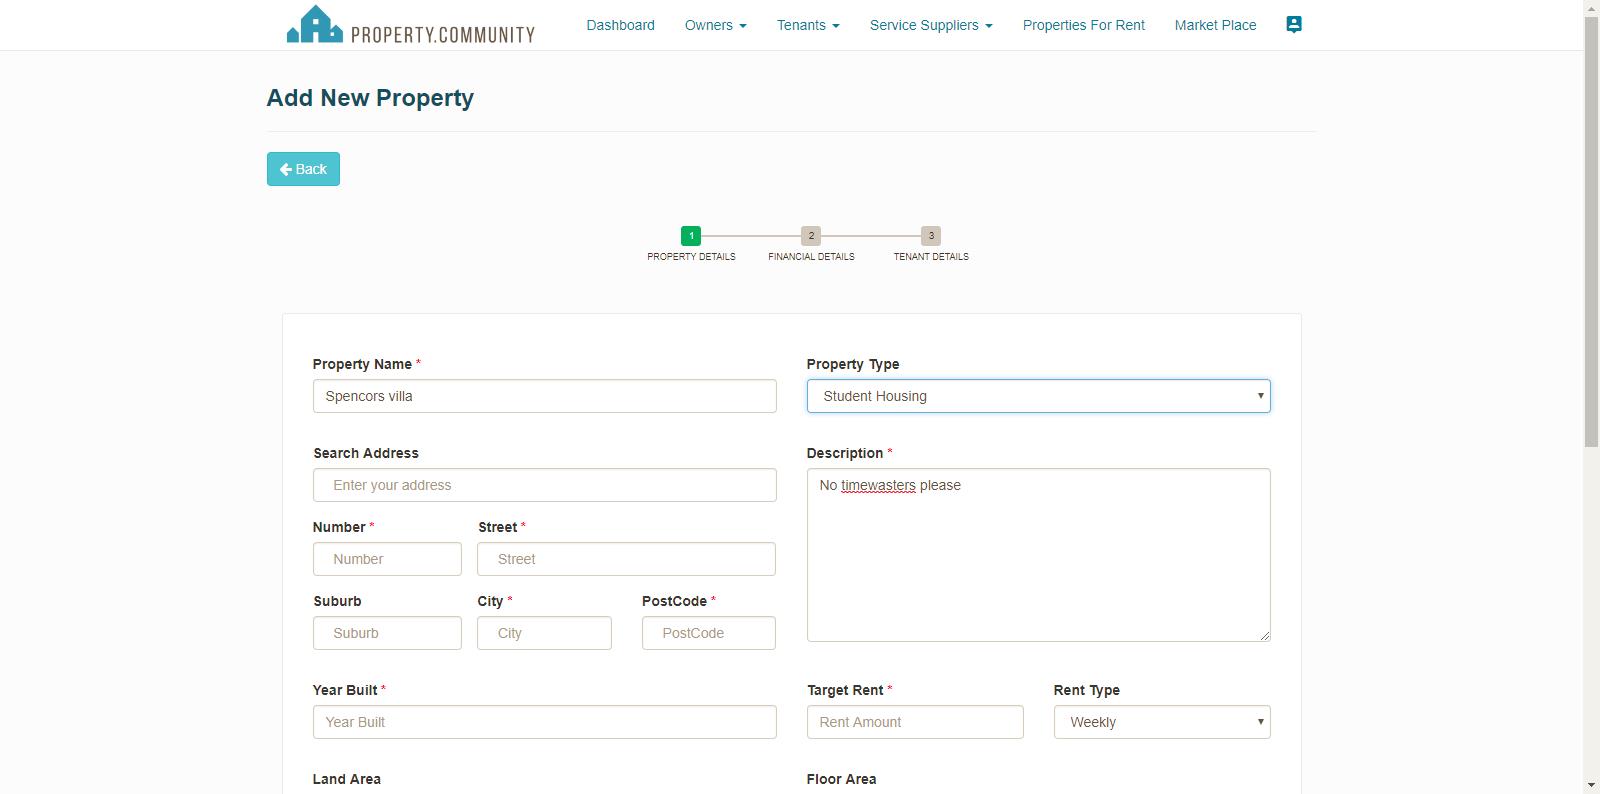 PROPERTY.COMMUNITY Dashboard Owners Tenants Service Suppliers Properties For Rent Market Place
Add New Property
Back
1 2 3
PROPERTY DETAILS FINANCIAL DETAILS TENANT DETAILS
Property Name * Property Type
Spencors villa Student Housing
Search Address Description *
Enter your address No timewasters please
Number * Street *
Number Street
Suburb City * PostCode *
Suburb City PostCode
Year Built * Target Rent * Rent Type
Year Built Rent Amount Weekly
Land Area Floor Area